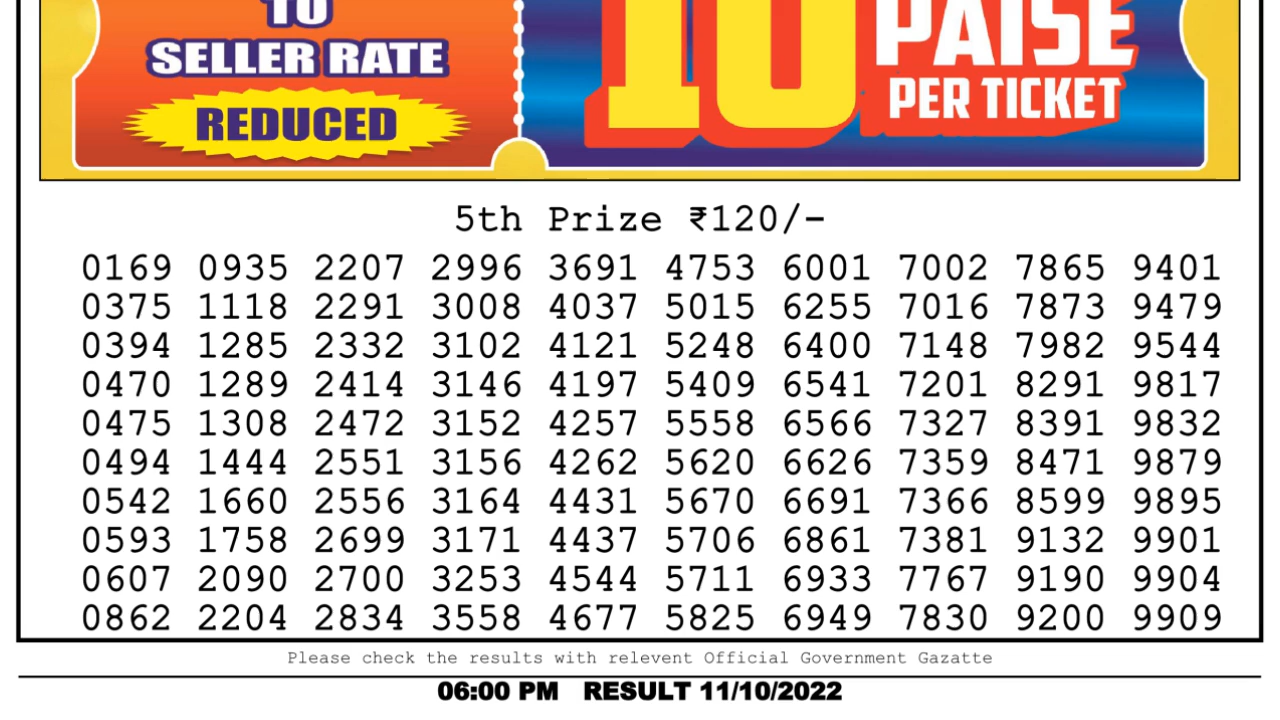 TO
SELLER RATE
REDUCED
10 PAISE
PER TICKET
5th Prize ₹120/-
0169 0935 2207 2996 3691 4753 6001 7002 7865 9401
0375 1118 2291 3008 4037 5015 6255 7016 7873 9479
0394 1285 2332 3102 4121 5248 6400 7148 7982 9544
0470 1289 2414 3146 4197 5409 6541 7201 8291 9817
0475 1308 2472 3152 4257 5558 6566 7327 8391 9832
0494 1444 2551 3156 4262 5620 6626 7359 8471 9879
0542 1660 2556 3164 4431 5670 6691 7366 8599 9895
0593 1758 2699 3171 4437 5706 6861 7381 9132 9901
0607 2090 2700 3253 4544 5711 6933 7767 9190 9904
0862 2204 2834 3558 4677 5825 6949 7830 9200 9909
Please check the results with relevent Official Government Gazatte
06:00 PM RESULT 11/10/2022